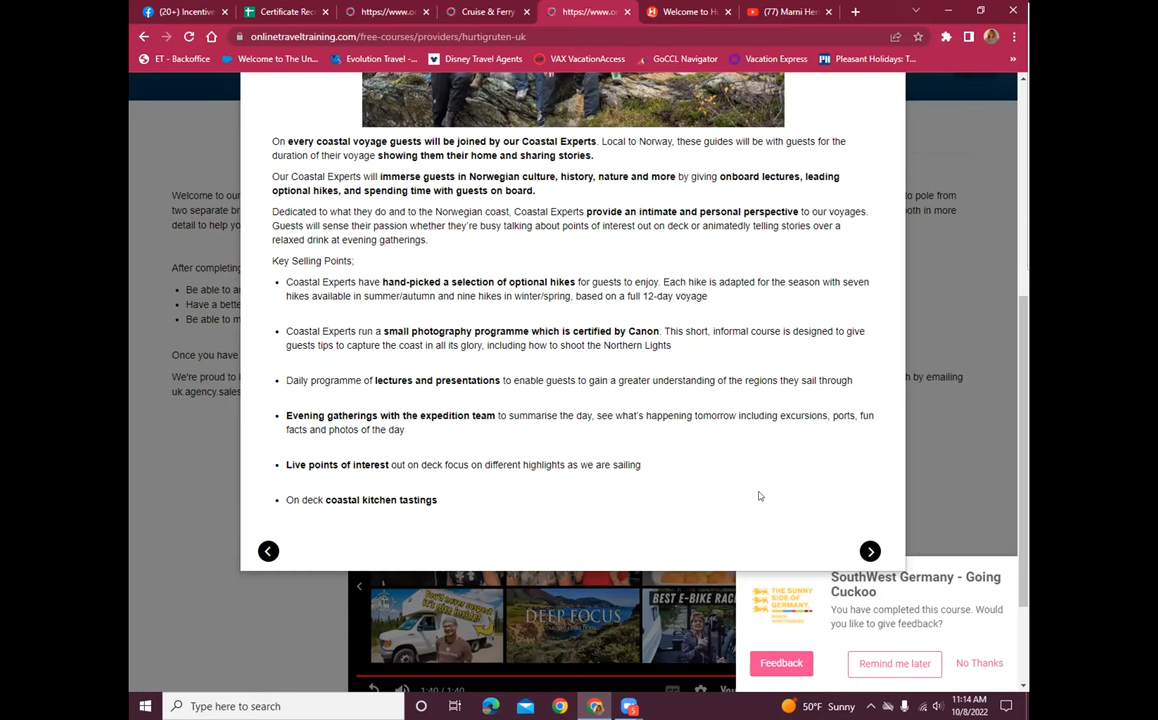 (20+) Incentiv
Certificate Rec
https://www.o
Cruise & Ferry
https://www.o
Welcome to H
(77) Marni Her
onlinetraveltraining.com/free-courses/providers/hurtigruten-uk
ET - Backoffice
Welcome to The Un...
Evolution Travel -...
Disney Travel Agents
VAX VacationAccess
GoCCL Navigator
Vacation Express
Pleasant Holidays: T...
On every coastal voyage guests will be joined by our Coastal Experts. Local to Norway, these guides will be with guests for the
duration of their voyage showing them their home and sharing stories.
Our Coastal Experts will immerse guests in Norwegian culture, history, nature and more by giving onboard lectures, leading
optional hikes, and spending time with guests on board.
Dedicated to what they do and to the Norwegian coast, Coastal Experts provide an intimate and personal perspective to our voyages.
Guests will sense their passion whether they're busy talking about points of interest out on deck or animatedly telling stories over a
relaxed drink at evening gatherings.
Key Selling Points;
• Coastal Experts have hand-picked a selection of optional hikes for guests to enjoy. Each hike is adapted for the season with seven
hikes available in summer/autumn and nine hikes in winter/spring, based on a full 12-day voyage
• Coastal Experts run a small photography programme which is certified by Canon. This short, informal course is designed to give
guests tips to capture the coast in all its glory, including how to shoot the Northern Lights
• Daily programme of lectures and presentations to enable guests to gain a greater understanding of the regions they sail through
• Evening gatherings with the expedition team to summarise the day, see what's happening tomorrow including excursions, ports, fun
facts and photos of the day
• Live points of interest out on deck focus on different highlights as we are sailing
• On deck coastal kitchen tastings
Welcome to our
two separate br
detail to help yo
After completing
• Be able to a
• Have a bette
• Be able to m
Once you have
We're proud to
uk.agency.sales
to pole from
both in more
h by emailing
DEEP FOCUS
BEST E-BIKE RAC
1:40 / 1:40
THE SUNNY
SIDE OF
GERMANY.
SouthWest Germany - Going
Cuckoo
You have completed this course. Would
you like to give feedback?
Feedback
Remind me later
No Thanks
Type here to search
50°F Sunny
11:14 AM
10/8/2022